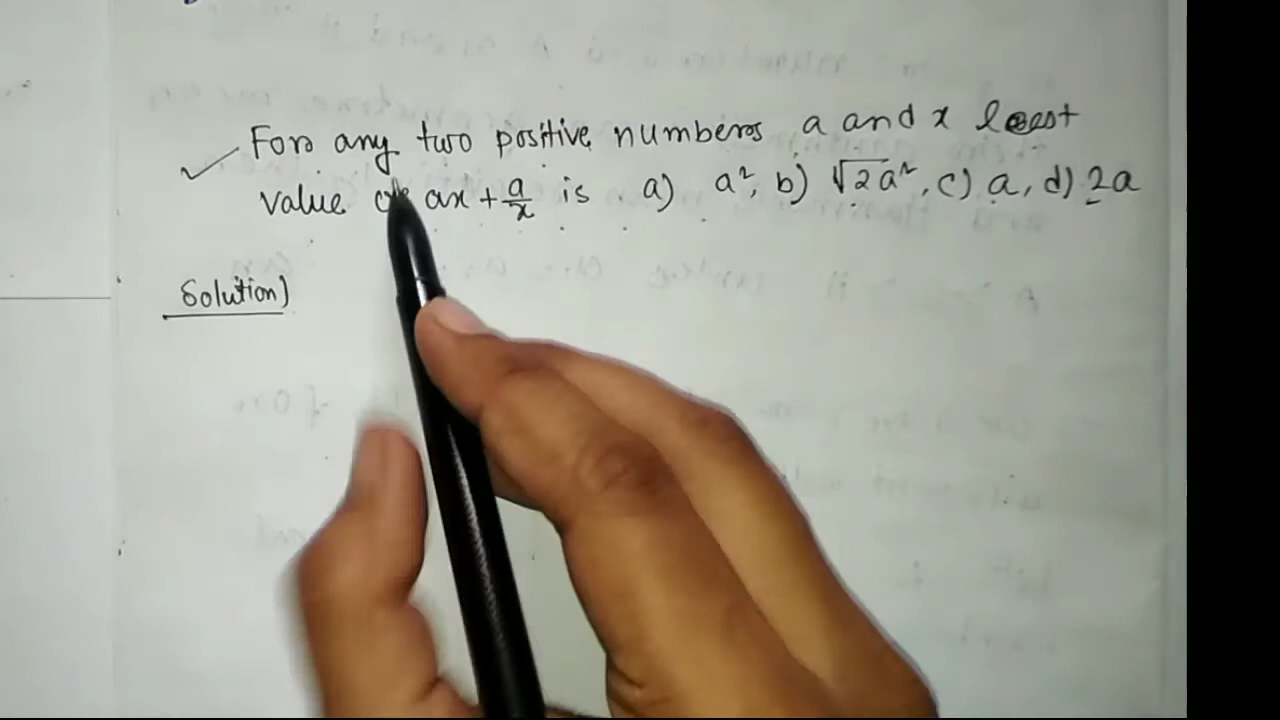 For any two positive numbers a and x least
value ax + a/x is a) a², b) √2a², c) a, d) 2a
Solution)